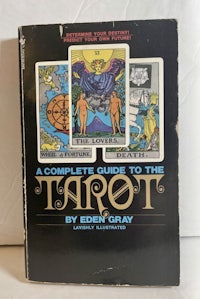 DETERMINE YOUR DESTINY!
PREDICT YOUR OWN FUTURE!
VI
THE LOVERS.
WHEEL of FORTUNE.
DEATH.
A COMPLETE GUIDE TO THE
TAROT
BY EDEN GRAY
LAVISHLY ILLUSTRATED